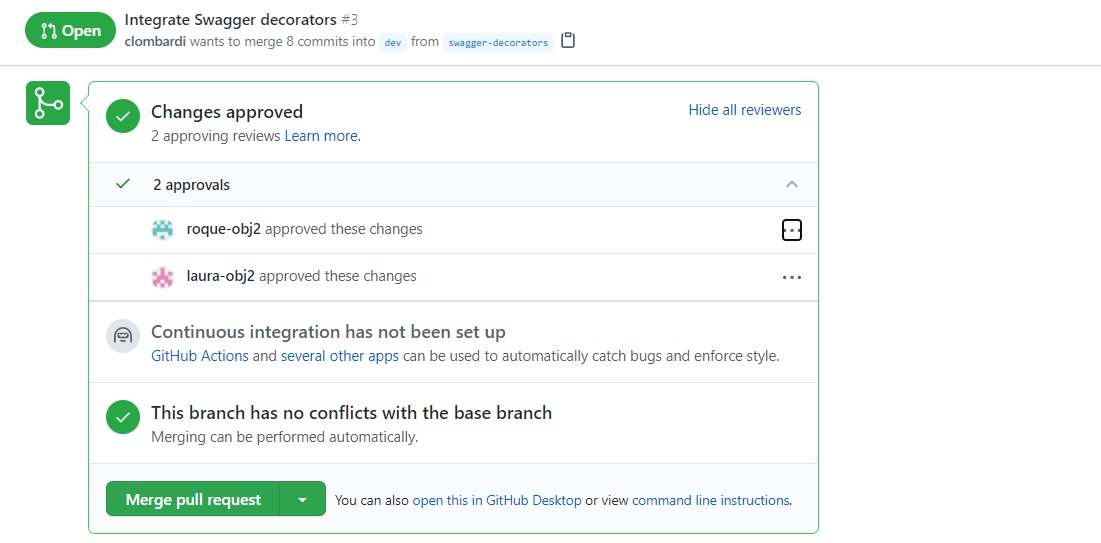 Open
Integrate Swagger decorators #3
clombardi wants to merge 8 commits into dev from swagger-decorators
Changes approved
Hide all reviewers
2 approving reviews Learn more.
2 approvals
roque-obj2 approved these changes
laura-obj2 approved these changes
Continuous integration has not been set up
GitHub Actions and several other apps can be used to automatically catch bugs and enforce style.
This branch has no conflicts with the base branch
Merging can be performed automatically.
Merge pull request
You can also open this in GitHub Desktop or view command line instructions.